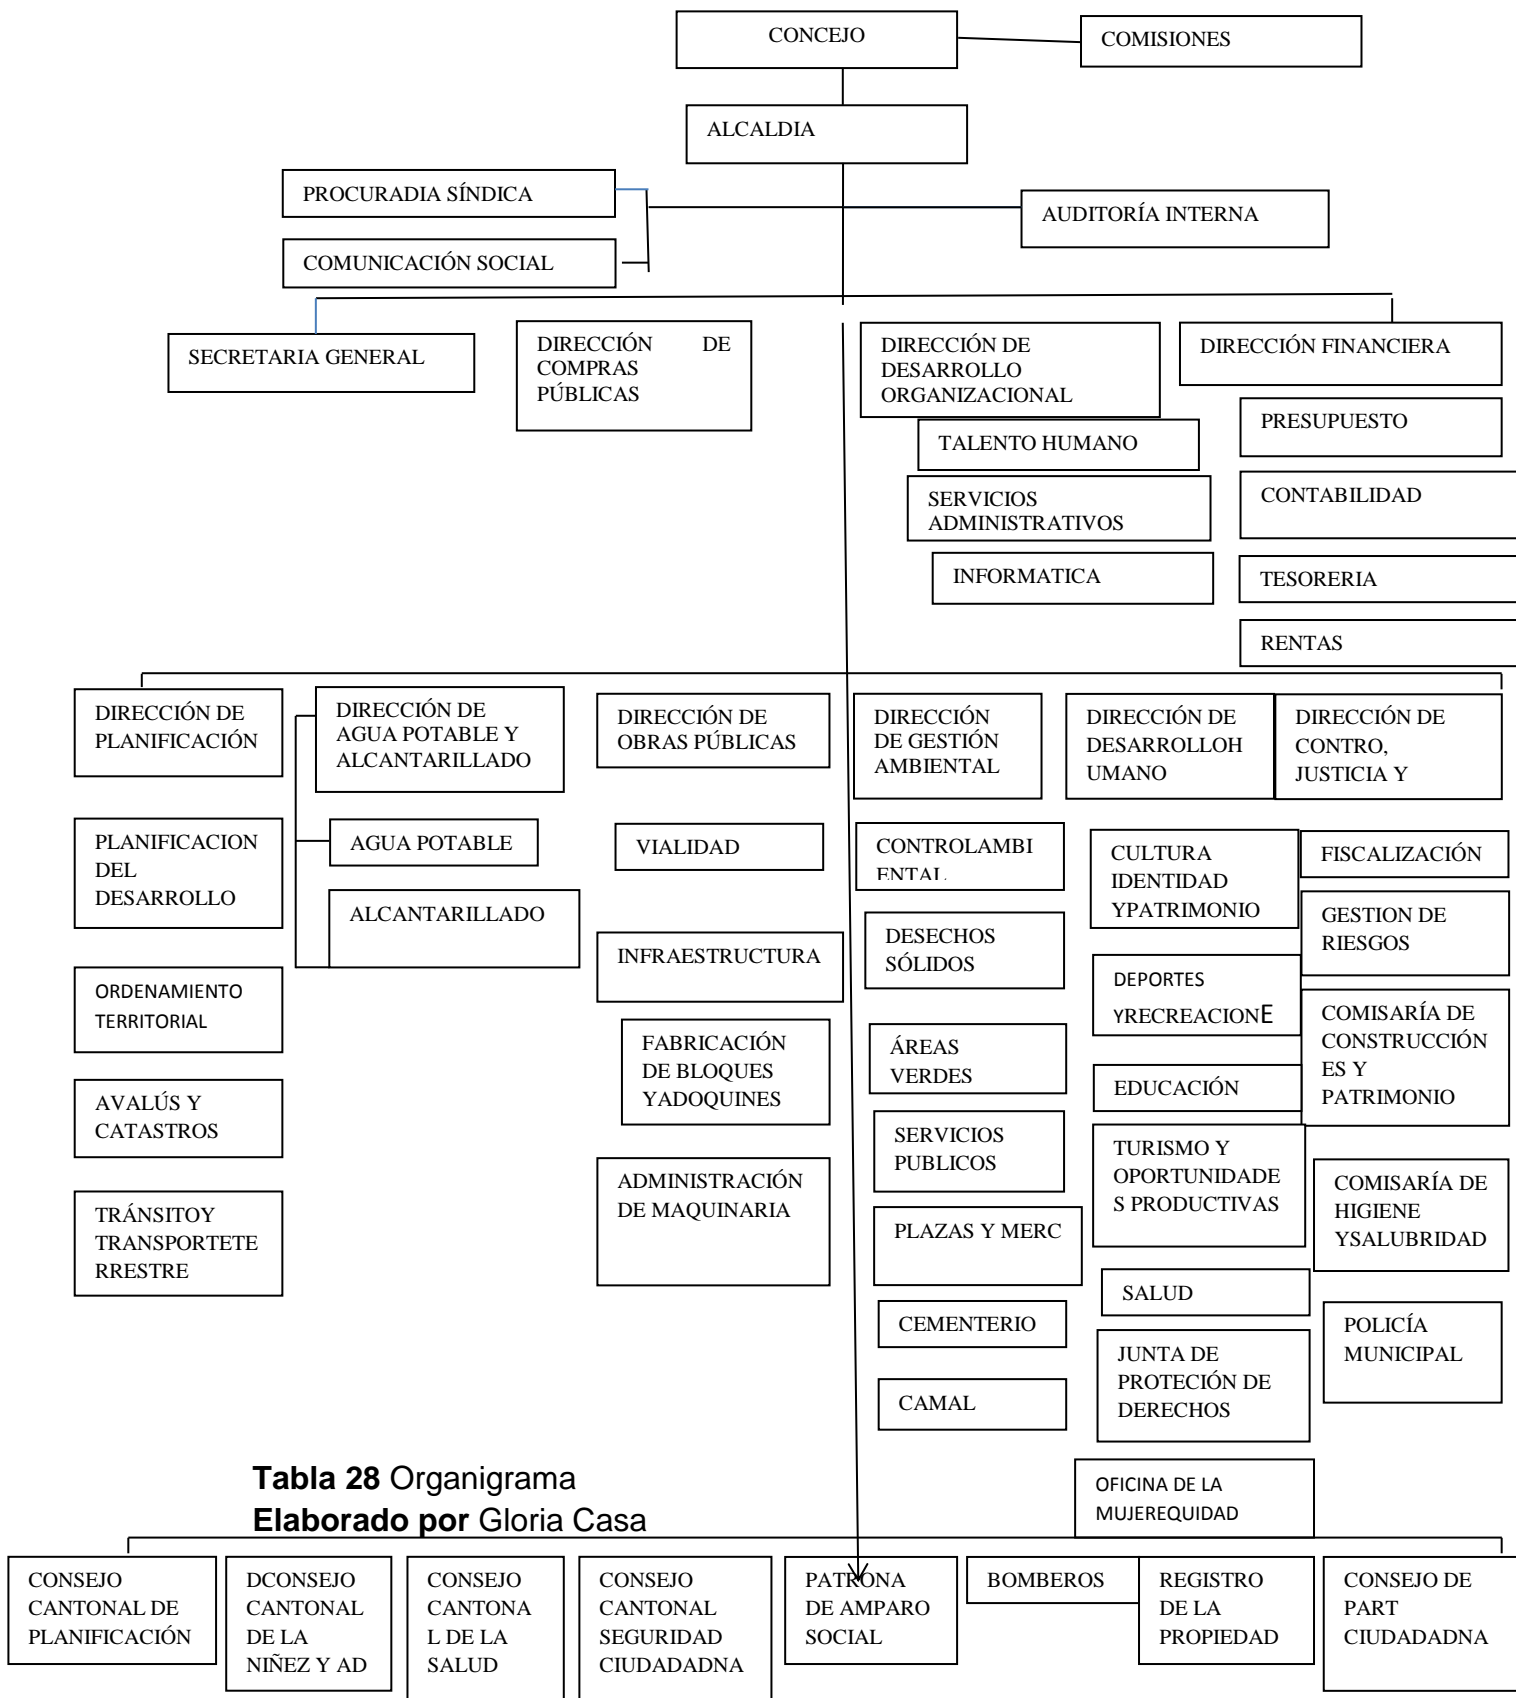 CONCEJO
COMISIONES
ALCALDIA
PROCURADIA SÍNDICA
AUDITORÍA INTERNA
COMUNICACIÓN SOCIAL
SECRETARIA GENERAL
DIRECCIÓN DE
COMPRAS
PÚBLICAS
DIRECCIÓN DE
DESARROLLO
ORGANIZACIONAL
DIRECCIÓN FINANCIERA
TALENTO HUMANO
SERVICIOS
ADMINISTRATIVOS
INFORMATICA
PRESUPUESTO
CONTABILIDAD
TESORERIA
RENTAS
DIRECCIÓN DE
PLANIFICACIÓN
PLANIFICACION
DEL
DESARROLLO
ORDENAMIENTO
TERRITORIAL
AVALÚS Y
CATASTROS
TRÁNSITOY
TRANSPORTETE
RRESTRE
DIRECCIÓN DE
AGUA POTABLE Y
ALCANTARILLADO
AGUA POTABLE
ALCANTARILLADO
DIRECCIÓN DE
OBRAS PÚBLICAS
VIALIDAD
INFRAESTRUCTURA
FABRICACIÓN
DE BLOQUES
YADOQUINES
ADMINISTRACIÓN
DE MAQUINARIA
DIRECCIÓN
DE GESTIÓN
AMBIENTAL
CONTROLAMBI
ENTAL
DESECHOS
SÓLIDOS
ÁREAS
VERDES
SERVICIOS
PUBLICOS
PLAZAS Y MERC
CEMENTERIO
CAMAL
DIRECCIÓN DE
DESARROLLOH
UMANO
CULTURA
IDENTIDAD
YPATRIMONIO
DEPORTES
YRECREACIONE
EDUCACIÓN
TURISMO Y
OPORTUNIDADE
S PRODUCTIVAS
SALUD
JUNTA DE
PROTECIÓN DE
DERECHOS
OFICINA DE LA
MUJEREQUIDAD
DIRECCIÓN DE
CONTRO,
JUSTICIA Y
FISCALIZACIÓN
GESTION DE
RIESGOS
COMISARÍA DE
CONSTRUCCIÓN
ES Y
PATRIMONIO
COMISARÍA DE
HIGIENE
YSALUBRIDAD
POLICÍA
MUNICIPAL
Tabla 28 Organigrama
Elaborado por Gloria Casa
CONSEJO
CANTONAL DE
PLANIFICACIÓN
DCONSEJO
CANTONAL
DE LA
NIÑEZ Y AD
CONSEJO
CANTONA
L DE LA
SALUD
CONSEJO
CANTONAL
SEGURIDAD
CIUDADADNA
PATRONA
DE AMPARO
SOCIAL
BOMBEROS
REGISTRO
DE LA
PROPIEDAD
CONSEJO DE
PART
CIUDADADNA